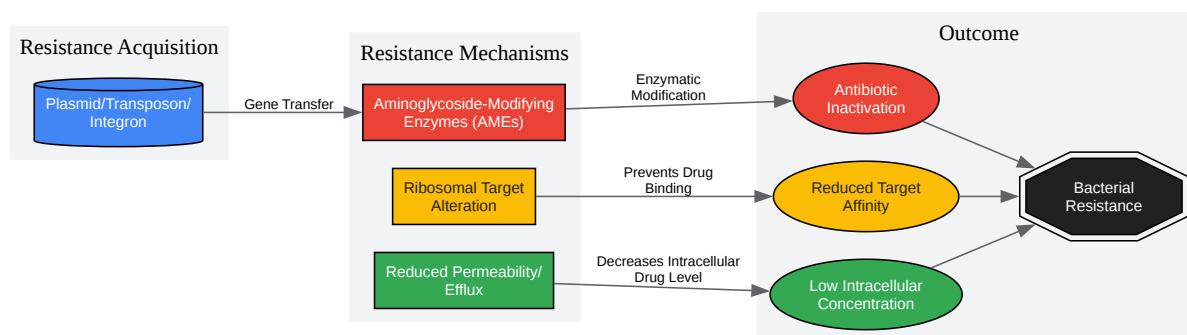 Resistance Acquisition
Plasmid/Transposon/
Integron
Gene Transfer
Resistance Mechanisms
Aminoglycoside-Modifying
Enzymes (AMEs)
Ribosomal Target
Alteration
Reduced Permeability/
Efflux
Enzymatic
Modification
Prevents Drug
Binding
Decreases Intracellular
Drug Level
Outcome
Antibiotic
Inactivation
Reduced Target
Affinity
Low Intracellular
Concentration
Bacterial
Resistance